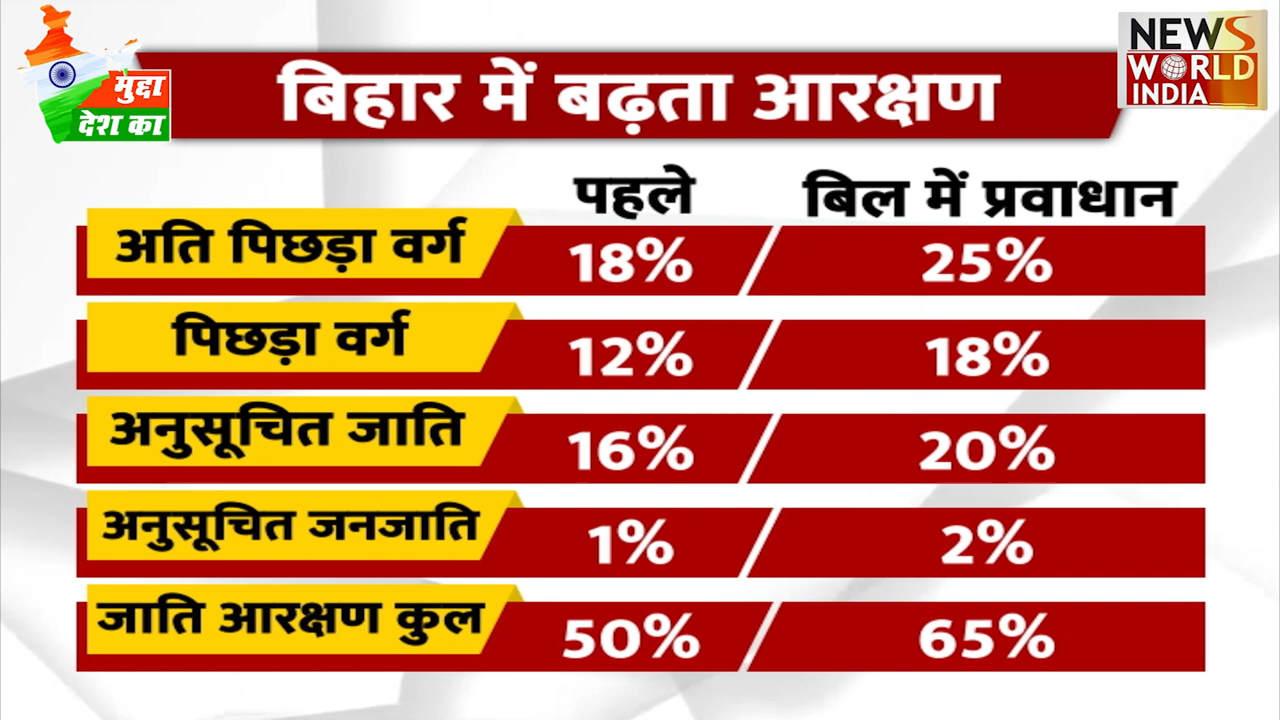 मुद्दा
देश का
बिहार में बढ़ता आरक्षण
NEWS
WORLD
INDIA
पहले बिल में प्रवाधान
अति पिछड़ा वर्ग 18% 25%
पिछड़ा वर्ग 12% 18%
अनुसूचित जाति 16% 20%
अनुसूचित जनजाति 1% 2%
जाति आरक्षण कुल 50% 65%